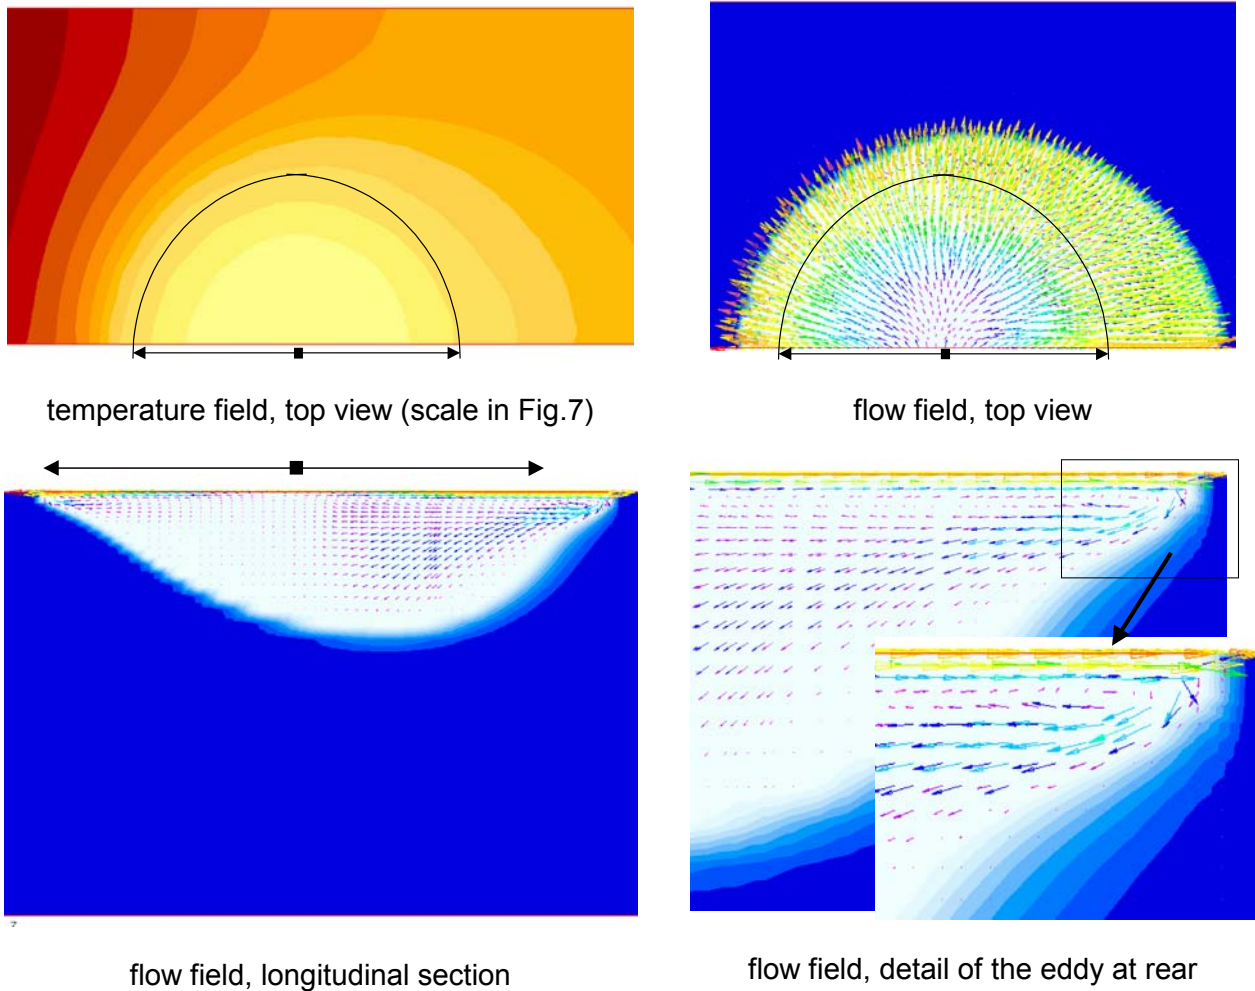 temperature field, top view (scale in Fig.7)
flow field, top view
flow field, longitudinal section
flow field, detail of the eddy at rear